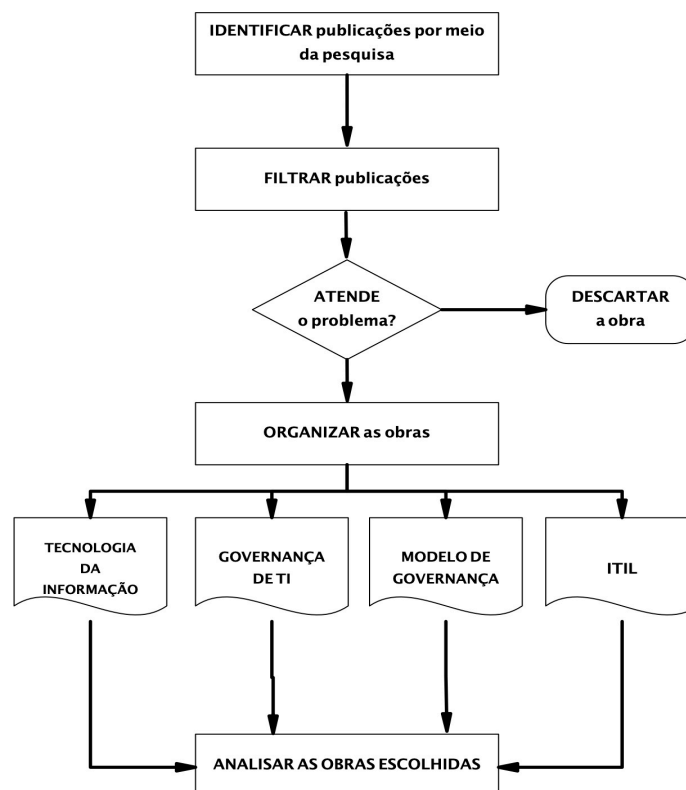 IDENTIFICAR publicações por meio
da pesquisa
FILTRAR publicações
ATENDE
o problema?
DESCARTAR
a obra
ORGANIZAR as obras
TECNOLOGIA
DA
INFORMAÇÃO
GOVERNANÇA
DE TI
MODELO DE
GOVERNANÇA
ITIL
ANALISAR AS OBRAS ESCOLHIDAS